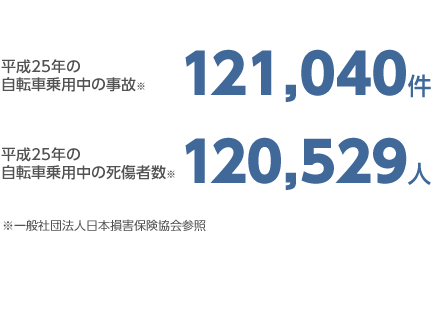 平成25年の
自転車乗用中の事故※ 121,040件
平成25年の
自転車乗用中の死傷者数※ 120,529人
※一般社団法人日本損害保険協会参照